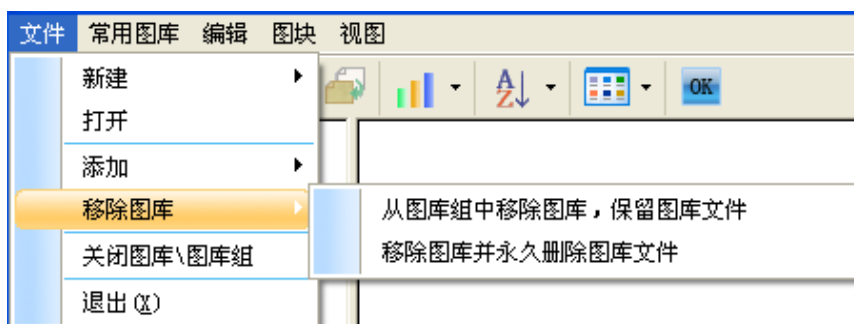 文件 常用图库 编辑 图块 视图
新建
打开
A
Z
OK
添加
移除图库
从图库组中移除图库，保留图库文件
移除图库并永久删除图库文件
关闭图库\图库组
退出(X)